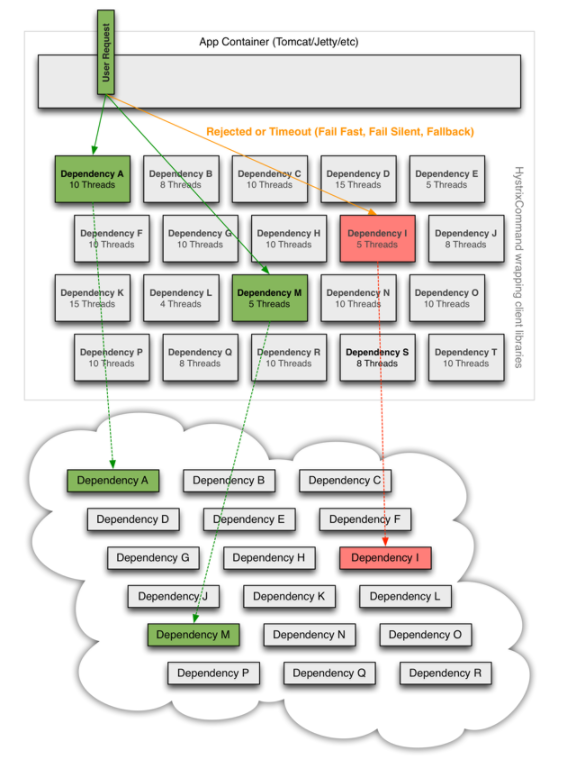 User Request
App Container (Tomcat/Jetty/etc)
Rejected or Timeout (Fail Fast, Fail Silent, Fallback)
Dependency A
10 Threads
Dependency B
8 Threads
Dependency C
10 Threads
Dependency D
15 Threads
Dependency E
5 Threads
Dependency F
10 Threads
Dependency G
10 Threads
Dependency H
10 Threads
Dependency I
5 Threads
Dependency J
8 Threads
Dependency K
15 Threads
Dependency L
4 Threads
Dependency M
5 Threads
Dependency N
10 Threads
Dependency O
10 Threads
Dependency P
10 Threads
Dependency Q
8 Threads
Dependency R
10 Threads
Dependency S
8 Threads
Dependency T
10 Threads
HystrixCommand wrapping client libraries
Dependency A
Dependency B
Dependency C
Dependency D
Dependency E
Dependency F
Dependency G
Dependency H
Dependency I
Dependency J
Dependency K
Dependency L
Dependency M
Dependency N
Dependency O
Dependency P
Dependency Q
Dependency R